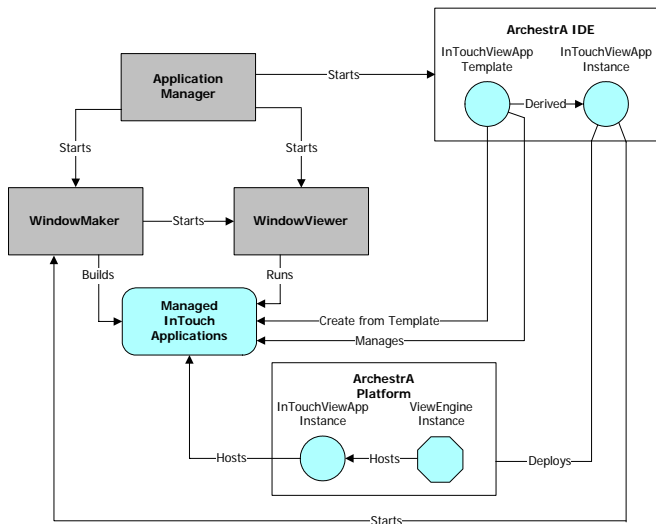 ArchestrA IDE
InTouchViewApp
Template
InTouchViewApp
Instance
Application
Manager
Starts
Derived
Starts
Starts
WindowMaker
Starts
WindowViewer
Builds
Runs
Managed
InTouch
Applications
Create from Template
Manages
ArchestrA
Platform
InTouchViewApp
Instance
ViewEngine
Instance
Hosts
Hosts
Deploys
Starts